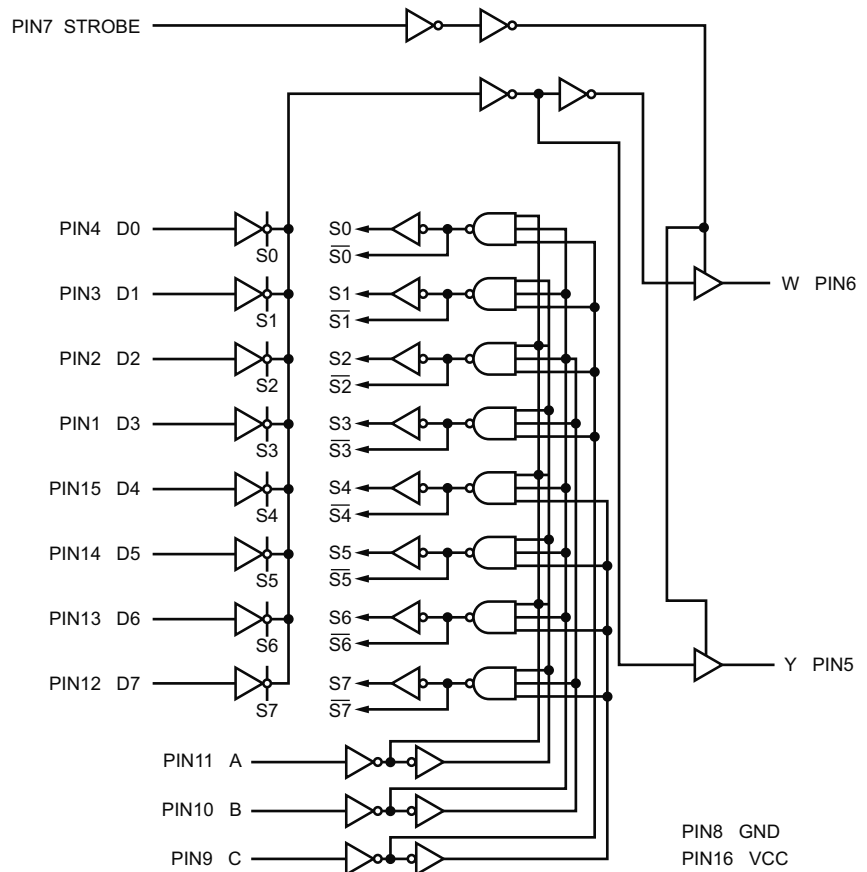 PIN7 STROBE
PIN4 D0
S0
S0
S0
PIN3 D1
S1
S1
S1
W PIN6
PIN2 D2
S2
S2
S2
PIN1 D3
S3
S3
S3
PIN15 D4
S4
S4
S4
PIN14 D5
S5
S5
S5
PIN13 D6
S6
S6
S6
Y PIN5
PIN12 D7
S7
S7
S7
PIN11 A
PIN10 B
PIN9 C
PIN8 GND
PIN16 VCC